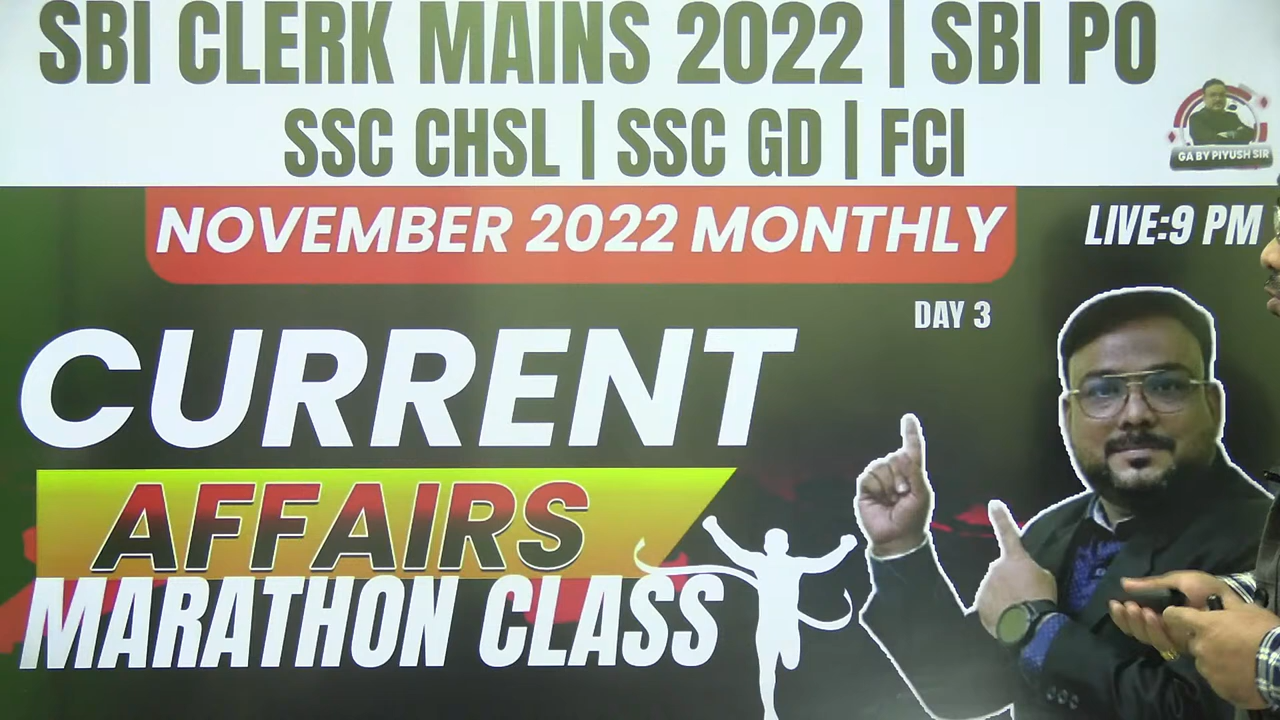 SBI CLERK MAINS 2022 | SBI PO
SSC CHSL | SSC GD | FCI
GA BY PIYUSH SIR
NOVEMBER 2022 MONTHLY
LIVE:9 PM
DAY 3
CURRENT
AFFAIRS
MARATHON CLASS